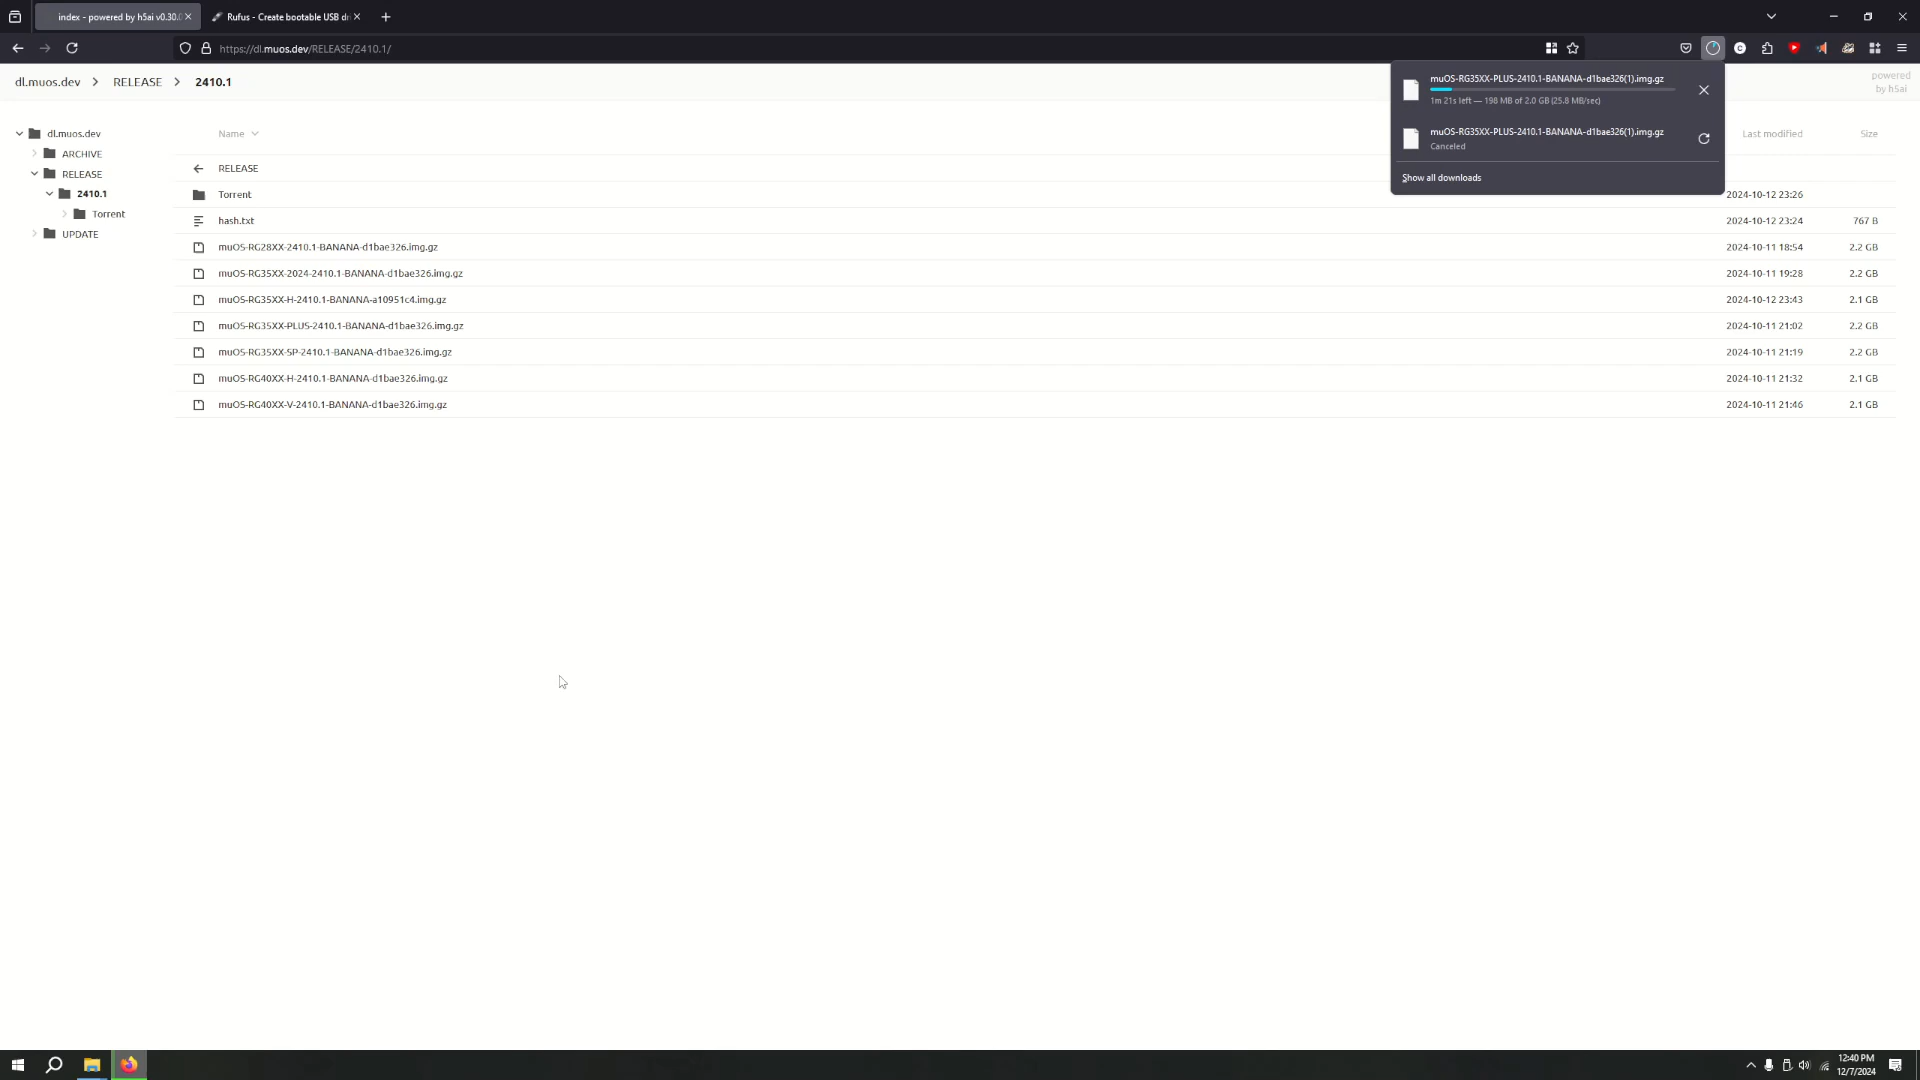 index - powered by h5ai v0.30.
Rufus - Create bootable USB dr
https://dl.muos.dev/RELEASE/2410.1/
dl.muos.dev > RELEASE > 2410.1
powered
by h5ai
muOS-RG35XX-PLUS-2410.1-BANANA-d1bae326(1).img.gz
1m 21s left — 198 MB of 2.0 GB (25.8 MB/sec)
muOS-RG35XX-PLUS-2410.1-BANANA-d1bae326(1).img.gz
Canceled
Show all downloads
dl.muos.dev
ARCHIVE
RELEASE
2410.1
Torrent
UPDATE
Name Last modified Size
RELEASE
Torrent 2024-10-12 23:26
hash.txt 2024-10-12 23:24 767 B
muOS-RG28XX-2410.1-BANANA-d1bae326.img.gz 2024-10-11 18:54 2.2 GB
muOS-RG35XX-2024-2410.1-BANANA-d1bae326.img.gz 2024-10-11 19:28 2.2 GB
muOS-RG35XX-H-2410.1-BANANA-a10951c4.img.gz 2024-10-12 23:43 2.1 GB
muOS-RG35XX-PLUS-2410.1-BANANA-d1bae326.img.gz 2024-10-11 21:02 2.2 GB
muOS-RG35XX-SP-2410.1-BANANA-d1bae326.img.gz 2024-10-11 21:19 2.2 GB
muOS-RG40XX-H-2410.1-BANANA-d1bae326.img.gz 2024-10-11 21:32 2.1 GB
muOS-RG40XX-V-2410.1-BANANA-d1bae326.img.gz 2024-10-11 21:46 2.1 GB
12:40 PM
12/7/2024